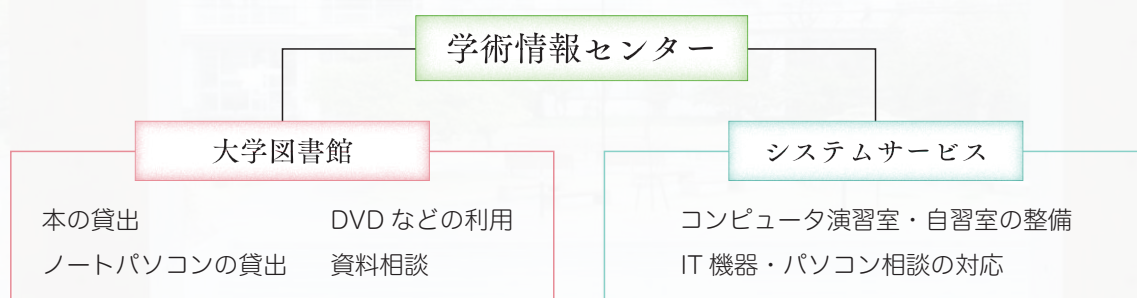 学術情報センター
大学図書館
本の貸出
DVD などの利用
ノートパソコンの貸出
資料相談
システムサービス
コンピュータ演習室・自習室の整備
IT 機器・パソコン相談の対応